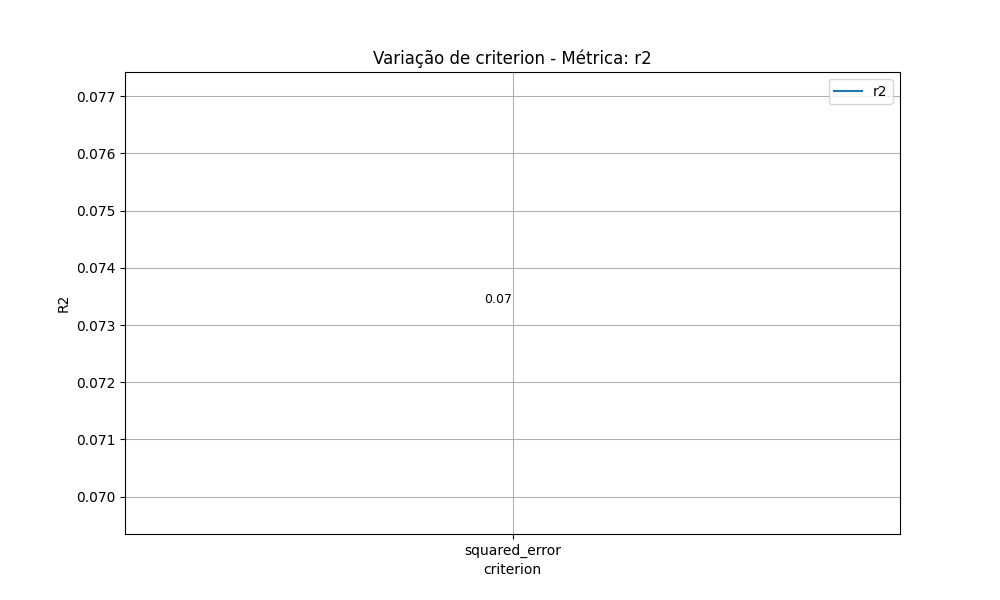 Variação de criterion - Métrica: r2
r2
0.077
0.076
0.075
0.074
0.07
0.073
0.072
0.071
0.070
R2
squared_error
criterion